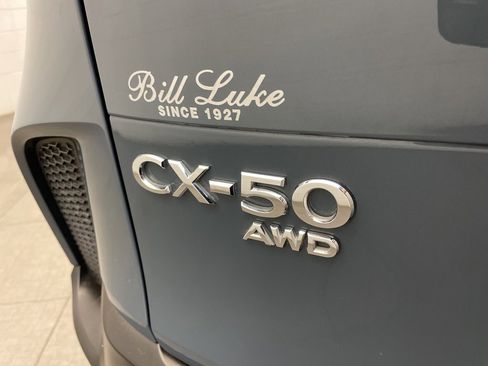 Bill Luke
SINCE 1927
CX-50
AWD